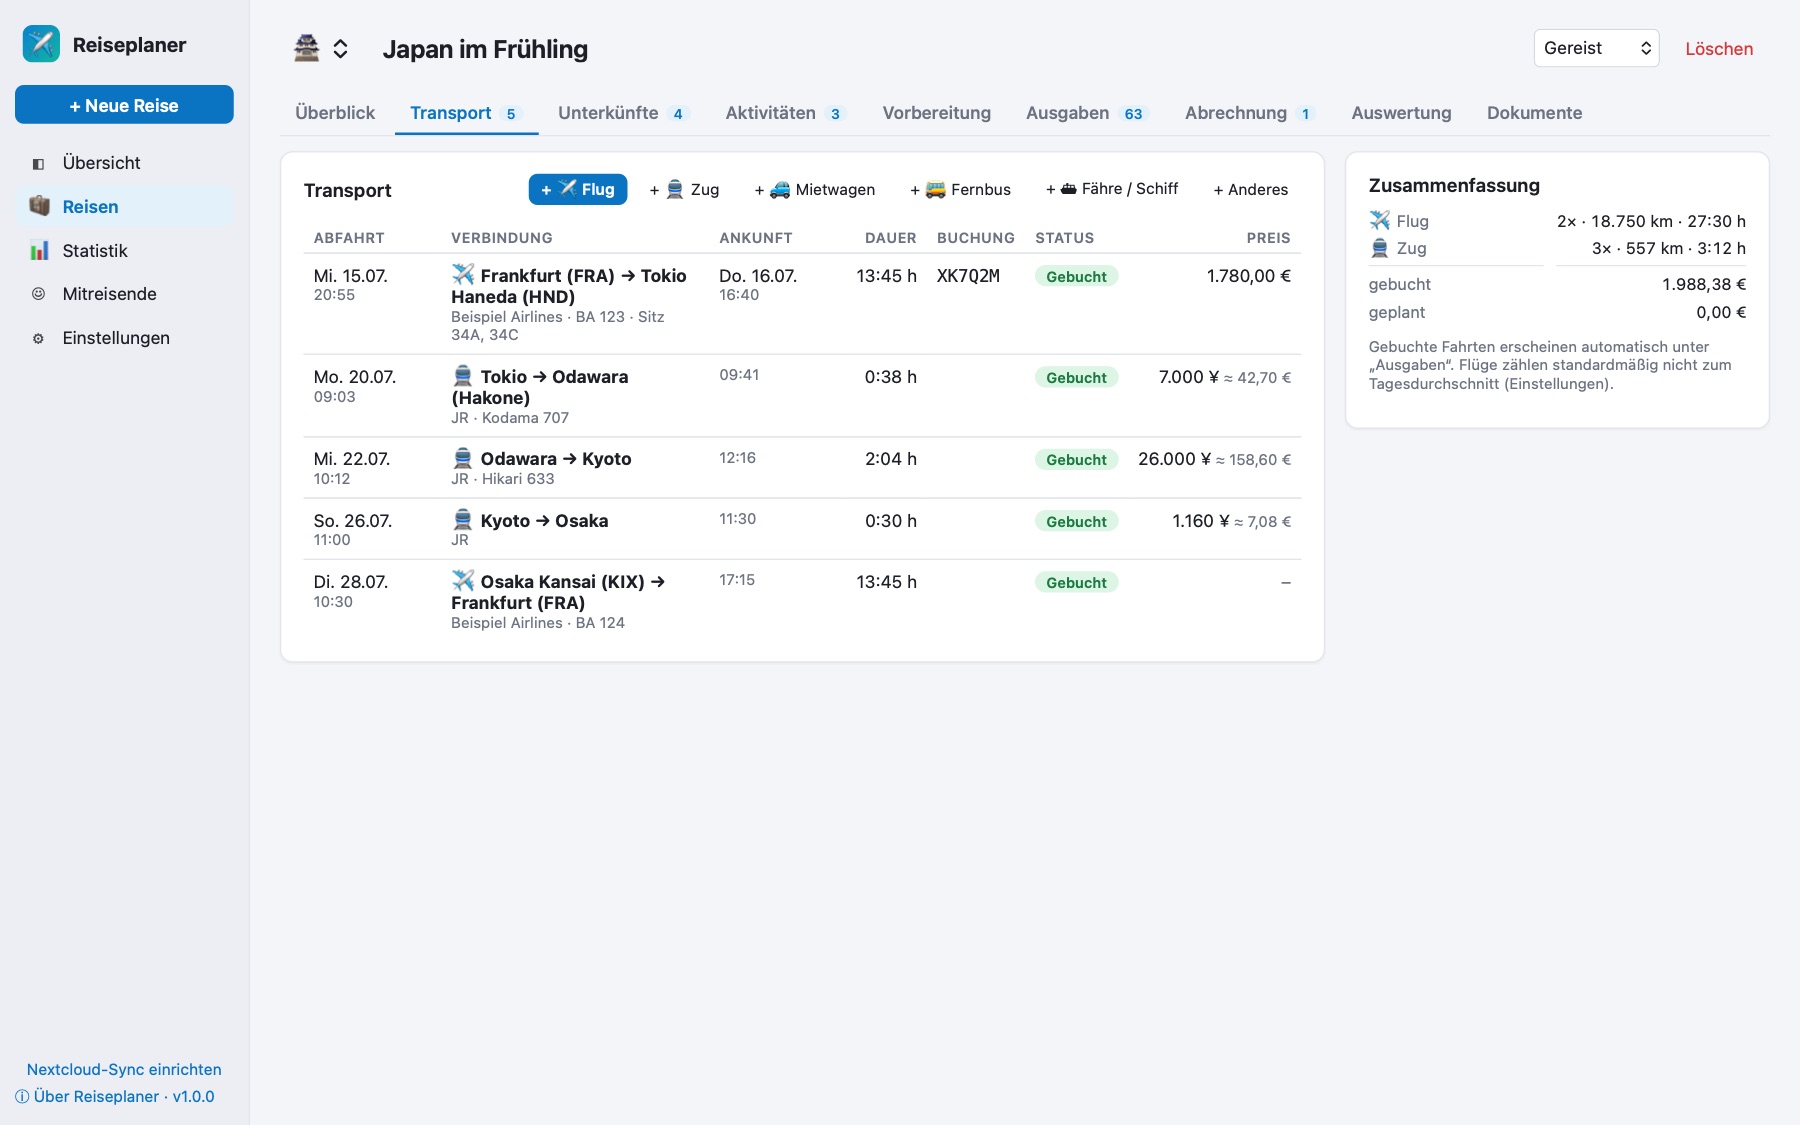 Reiseplaner
+ Neue Reise
Übersicht
Reisen
Statistik
Mitreisende
Einstellungen
Nextcloud-Sync einrichten
ⓘ Über Reiseplaner · v1.0.0
Japan im Frühling
Gereist
Löschen
Überblick
Transport 5
Unterkünfte 4
Aktivitäten 3
Vorbereitung
Ausgaben 63
Abrechnung 1
Auswertung
Dokumente
Transport
+ ✈️ Flug
+ 🚆 Zug
+ 🚙 Mietwagen
+ 🚌 Fernbus
+ ⛴ Fähre / Schiff
+ Anderes
ABFAHRT VERBINDUNG ANKUNFT DAUER BUCHUNG STATUS PREIS
Mi. 15.07. ✈️ Frankfurt (FRA) → Tokio Do. 16.07. 13:45 h XK7Q2M Gebucht 1.780,00 €
20:55 Haneda (HND) 16:40
Beispiel Airlines · BA 123 · Sitz
34A, 34C
Mo. 20.07. 🚆 Tokio → Odawara 09:41 0:38 h Gebucht 7.000 ¥ ≈ 42,70 €
09:03 (Hakone)
JR · Kodama 707
Mi. 22.07. 🚆 Odawara → Kyoto 12:16 2:04 h Gebucht 26.000 ¥ ≈ 158,60 €
10:12 JR · Hikari 633
So. 26.07. 🚆 Kyoto → Osaka 11:30 0:30 h Gebucht 1.160 ¥ ≈ 7,08 €
11:00 JR
Di. 28.07. ✈️ Osaka Kansai (KIX) → 17:15 13:45 h Gebucht –
10:30 Frankfurt (FRA)
Beispiel Airlines · BA 124
Zusammenfassung
✈️ Flug 2× · 18.750 km · 27:30 h
🚆 Zug 3× · 557 km · 3:12 h
gebucht 1.988,38 €
geplant 0,00 €
Gebuchte Fahrten erscheinen automatisch unter
„Ausgaben“. Flüge zählen standardmäßig nicht zum
Tagesdurchschnitt (Einstellungen).